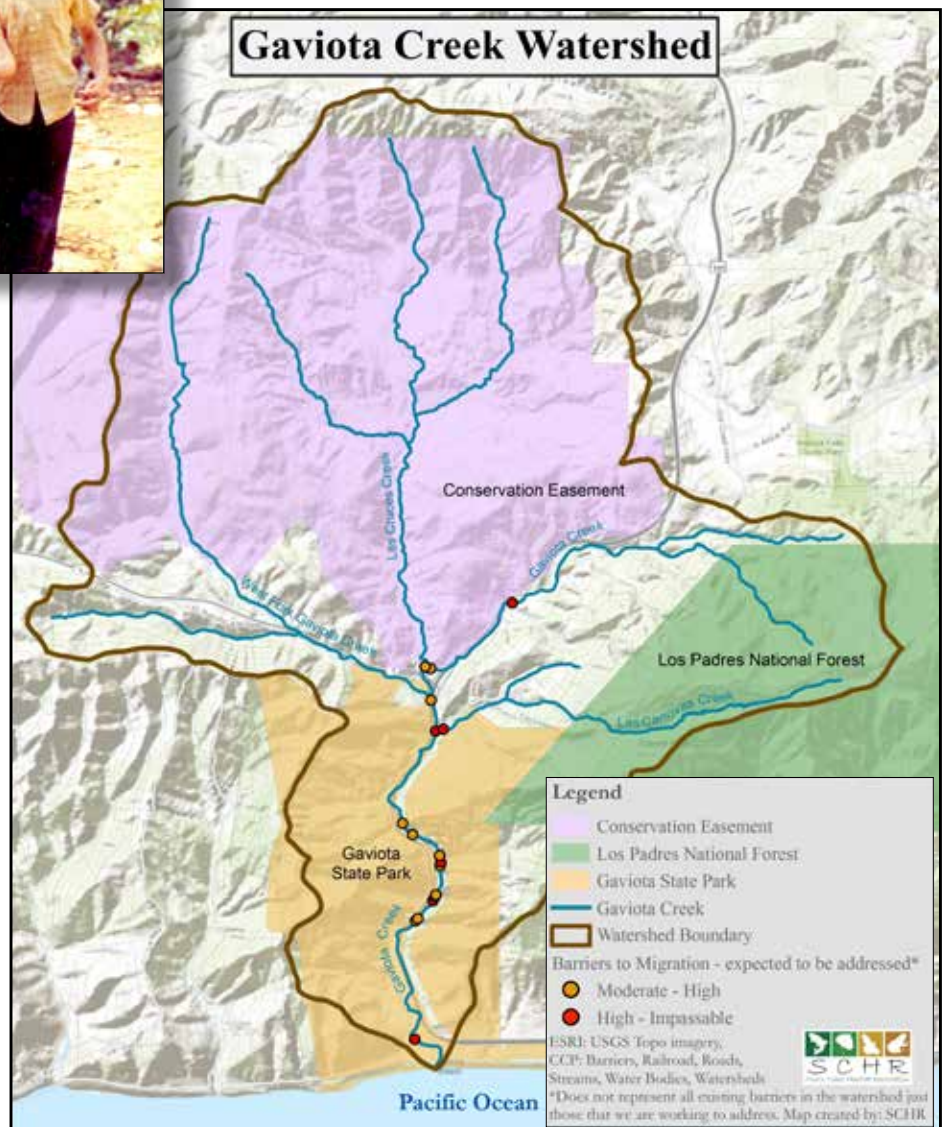 Gaviota Creek Watershed
Las Cruces Creek
Conservation Easement
Gaviota Creek
West Fork Gaviota Creek
Los Padres National Forest
Las Canovas Creek
Gaviota
State Park
Gaviota Creek
Legend
Conservation Easement
Los Padres National Forest
Gaviota State Park
Gaviota Creek
Watershed Boundary
Barriers to Migration - expected to be addressed*
Moderate - High
High - Impassable
ESRI: USGS Topo imagery,
CCP: Barriers, Railroad, Roads,
Streams, Water Bodies, Watersheds
SCHR
*Does not represent all existing barriers in the watershed just
those that we are working to address. Map created by: SCHR
Pacific Ocean